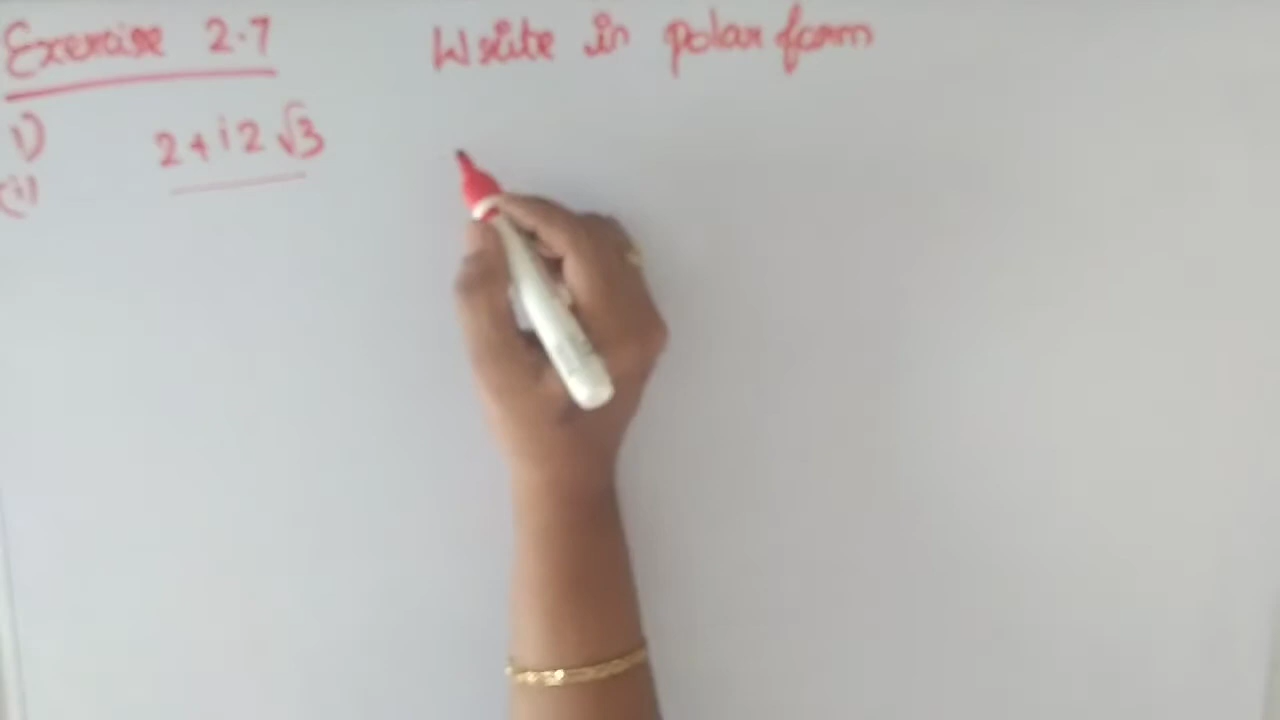 Exercise 2.7 Write in polar form
1) 2+i2√3
(i)